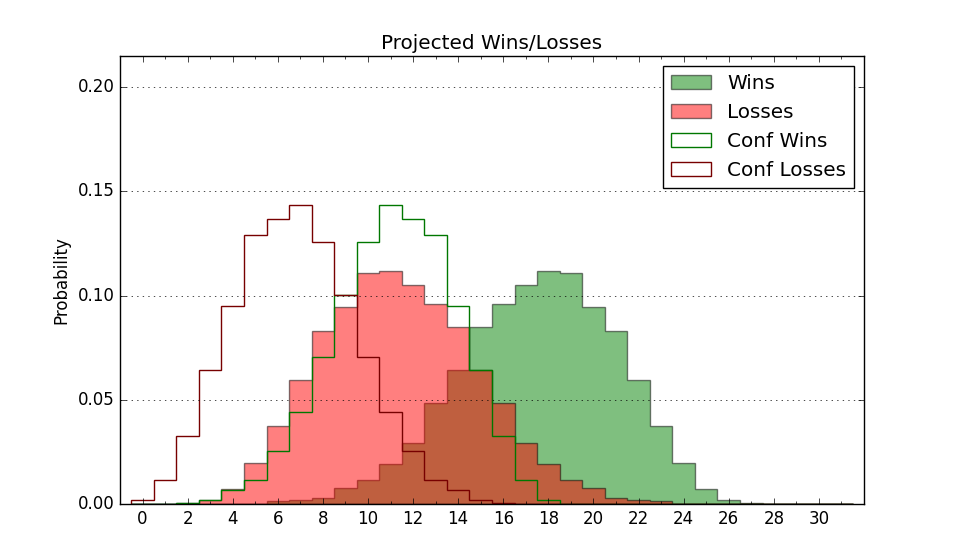 Projected Wins/Losses
Wins
Losses
Conf Wins
Conf Losses
Probability
0.20
0.15
0.10
0.05
0.00
0 2 4 6 8 10 12 14 16 18 20 22 24 26 28 30